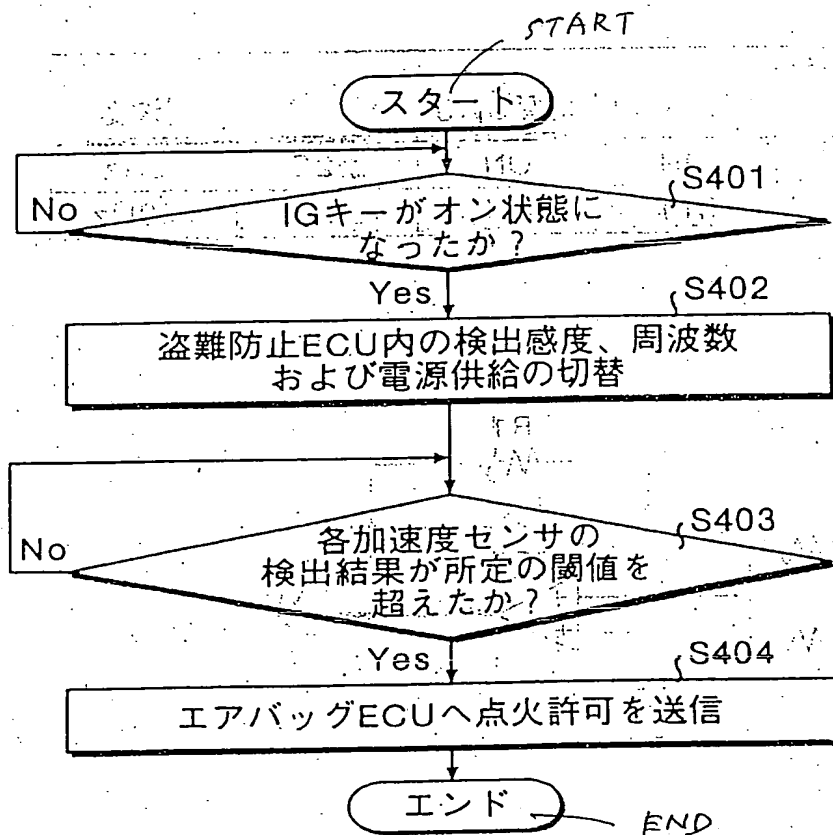 START
スタート
S401
No
IGキーがオン状態に
なったか？
Yes
S402
盗難防止ECU内の検出感度、周波数
および電源供給の切替
S403
No
各加速度センサの
検出結果が所定の閾値を
超えたか？
Yes
S404
エアバッグECUへ点火許可を送信
エンド
END